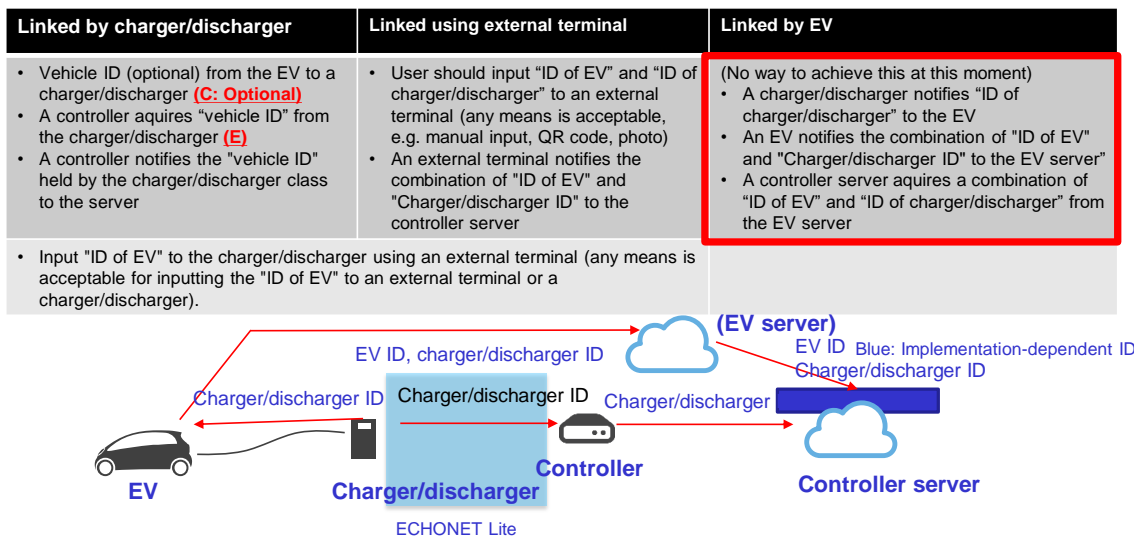 Linked by charger/discharger
Linked using external terminal
Linked by EV
• Vehicle ID (optional) from the EV to a
charger/discharger (C: Optional)
• A controller aquires “vehicle ID” from
the charger/discharger (E)
• A controller notifies the "vehicle ID"
held by the charger/discharger class
to the server
• User should input “ID of EV” and “ID of
charger/discharger” to an external
terminal (any means is acceptable,
e.g. manual input, QR code, photo)
• An external terminal notifies the
combination of "ID of EV" and
"Charger/discharger ID" to the
controller server
(No way to achieve this at this moment)
• A charger/discharger notifies “ID of
charger/discharger” to the EV
• An EV notifies the combination of "ID of EV"
and "Charger/discharger ID" to the EV server”
• A controller server aquires a combination of
“ID of EV” and “ID of charger/discharger” from
the EV server
• Input "ID of EV" to the charger/discharger using an external terminal (any means is
acceptable for inputting the "ID of EV" to an external terminal or a
charger/discharger).
(EV server)
EV ID, charger/discharger ID
EV ID
Blue: Implementation-dependent ID
Charger/discharger ID
Charger/discharger ID
Charger/discharger ID
Charger/discharger
EV
Charger/discharger
Controller
Controller server
ECHONET Lite